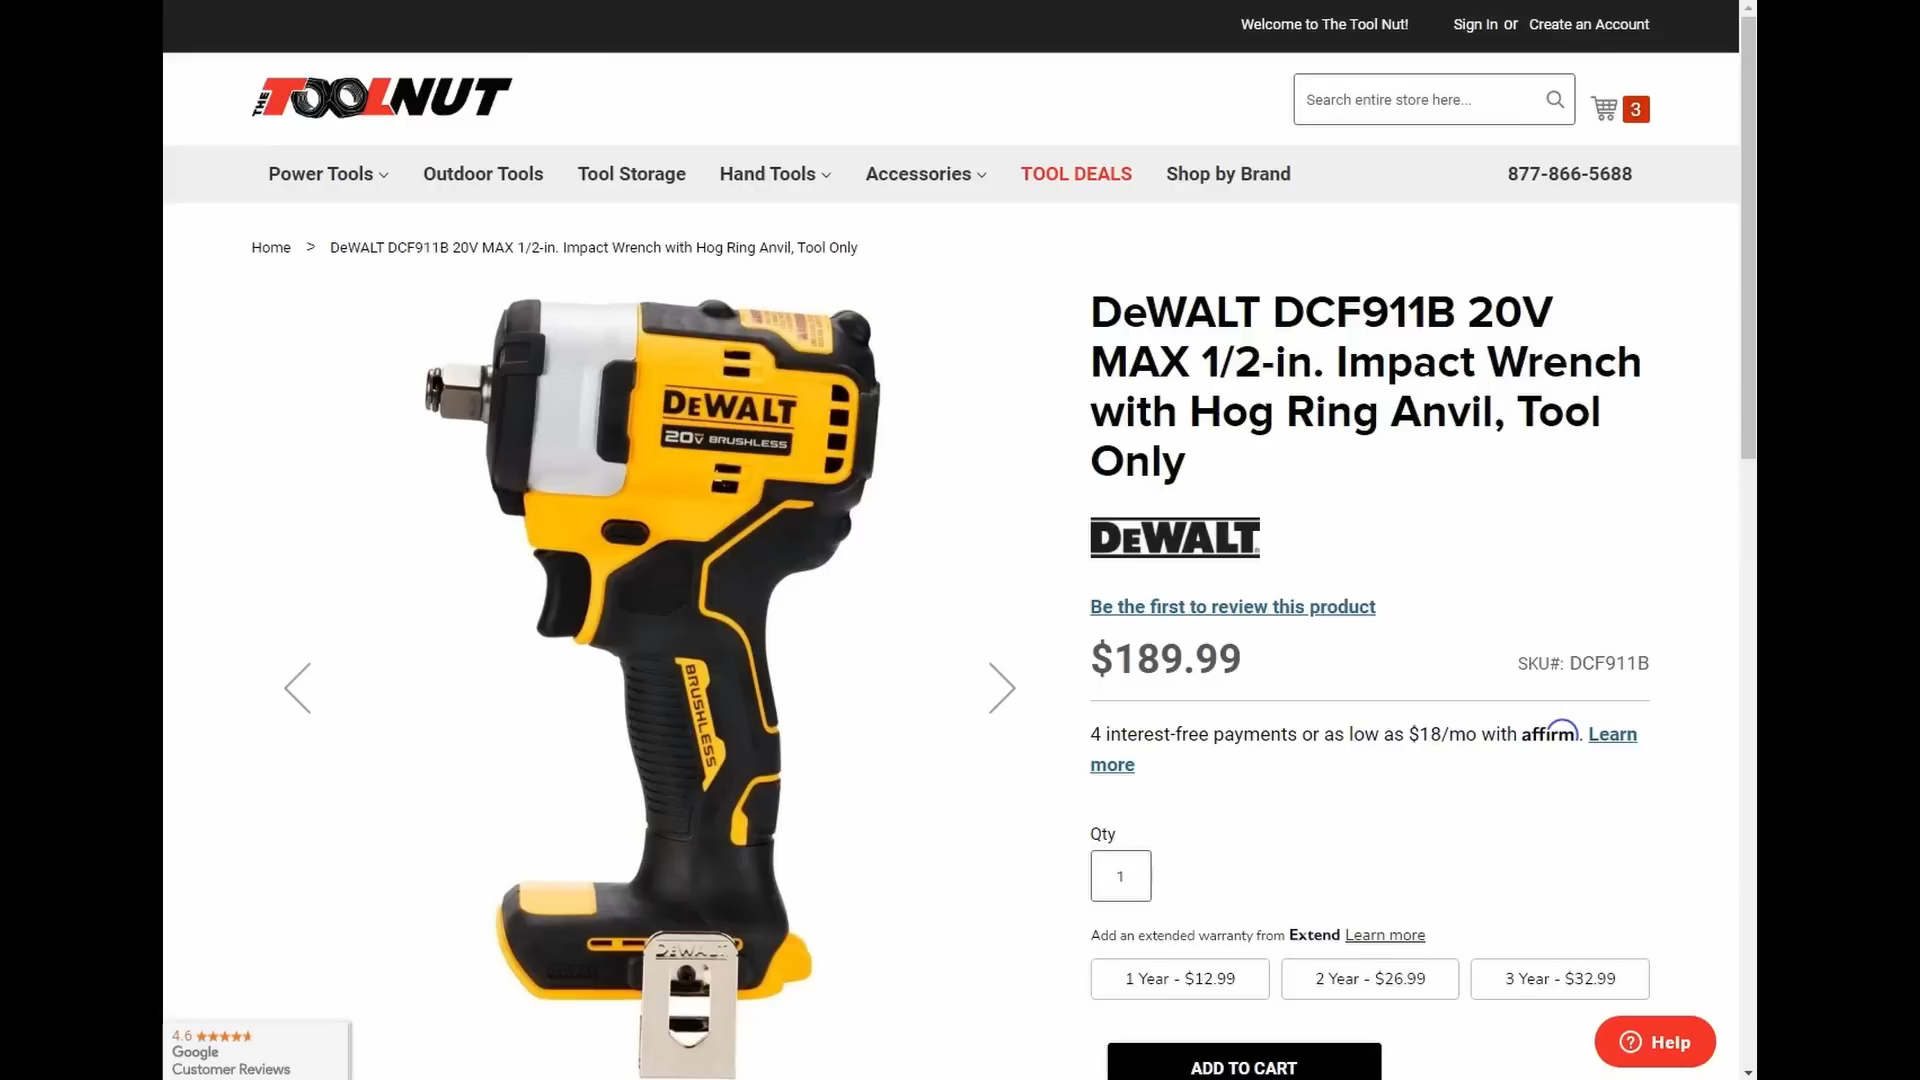 Welcome to The Tool Nut!
Sign In or Create an Account
THE TOOLNUT
Search entire store here...
3
Power Tools
Outdoor Tools
Tool Storage
Hand Tools
Accessories
TOOL DEALS
Shop by Brand
877-866-5688
Home > DeWALT DCF911B 20V MAX 1/2-in. Impact Wrench with Hog Ring Anvil, Tool Only
DEWALT
20V BRUSHLESS
BRUSHLESS
DEWALT
DeWALT DCF911B 20V
MAX 1/2-in. Impact Wrench
with Hog Ring Anvil, Tool
Only
DEWALT
Be the first to review this product
$189.99
SKU#: DCF911B
4 interest-free payments or as low as $18/mo with affirm. Learn
more
Qty
1
Add an extended warranty from Extend Learn more
1 Year - $12.99
2 Year - $26.99
3 Year - $32.99
ADD TO CART
4.6
Google
Customer Reviews
Help